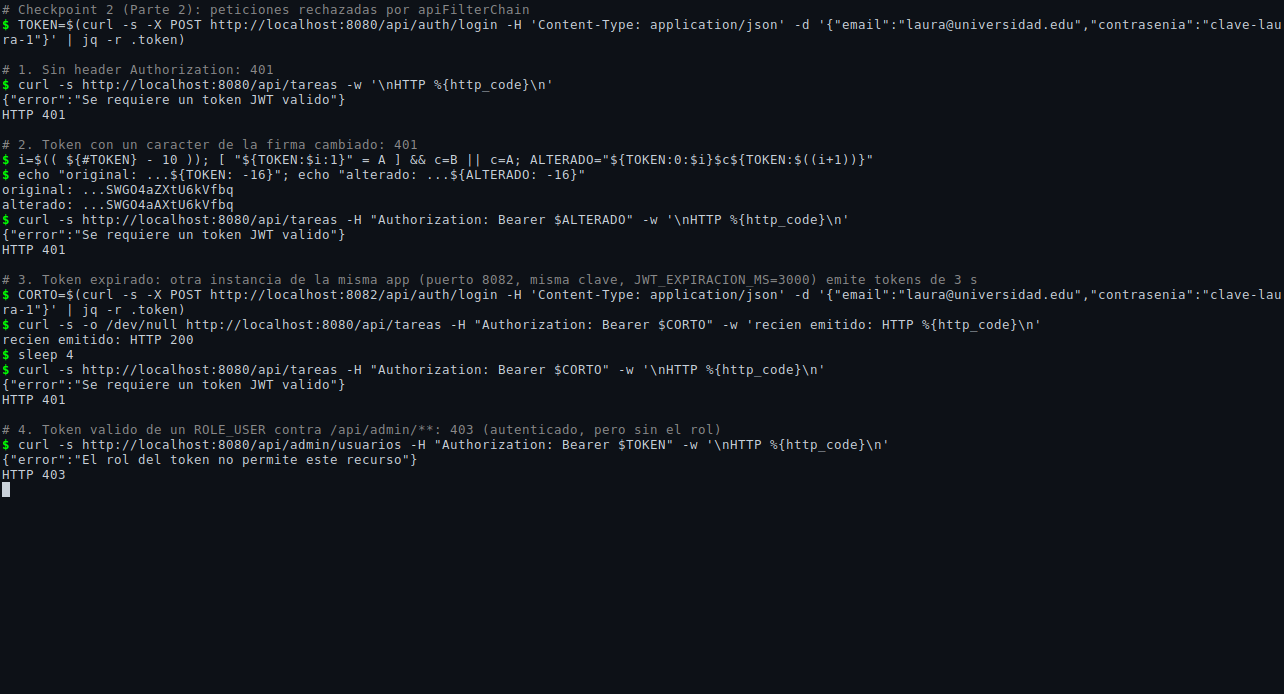 # Checkpoint 2 (Parte 2): peticiones rechazadas por apiFilterChain
$ TOKEN=$(curl -s -X POST http://localhost:8080/api/auth/login -H 'Content-Type: application/json' -d '{"email":"laura@universidad.edu","contrasenia":"clave-lau
ra-1"}' | jq -r .token)
# 1. Sin header Authorization: 401
$ curl -s http://localhost:8080/api/tareas -w '\nHTTP %{http_code}\n'
{"error":"Se requiere un token JWT valido"}
HTTP 401
# 2. Token con un caracter de la firma cambiado: 401
$ i=$(( ${#TOKEN} - 10 )); [ "${TOKEN:$i:1}" = A ] && c=B || c=A; ALTERADO="${TOKEN:0:$i}$c${TOKEN:$((i+1))}"
$ echo "original: ...${TOKEN: -16}"; echo "alterado: ...${ALTERADO: -16}"
original: ...SWGO4aZXtU6kVfbq
alterado: ...SWGO4aAXtU6kVfbq
$ curl -s http://localhost:8080/api/tareas -H "Authorization: Bearer $ALTERADO" -w '\nHTTP %{http_code}\n'
{"error":"Se requiere un token JWT valido"}
HTTP 401
# 3. Token expirado: otra instancia de la misma app (puerto 8082, misma clave, JWT_EXPIRACION_MS=3000) emite tokens de 3 s
$ CORTO=$(curl -s -X POST http://localhost:8082/api/auth/login -H 'Content-Type: application/json' -d '{"email":"laura@universidad.edu","contrasenia":"clave-lau
ra-1"}' | jq -r .token)
$ curl -s -o /dev/null http://localhost:8080/api/tareas -H "Authorization: Bearer $CORTO" -w 'recien emitido: HTTP %{http_code}\n'
recien emitido: HTTP 200
$ sleep 4
$ curl -s http://localhost:8080/api/tareas -H "Authorization: Bearer $CORTO" -w '\nHTTP %{http_code}\n'
{"error":"Se requiere un token JWT valido"}
HTTP 401
# 4. Token valido de un ROLE_USER contra /api/admin/**: 403 (autenticado, pero sin el rol)
$ curl -s http://localhost:8080/api/admin/usuarios -H "Authorization: Bearer $TOKEN" -w '\nHTTP %{http_code}\n'
{"error":"El rol del token no permite este recurso"}
HTTP 403